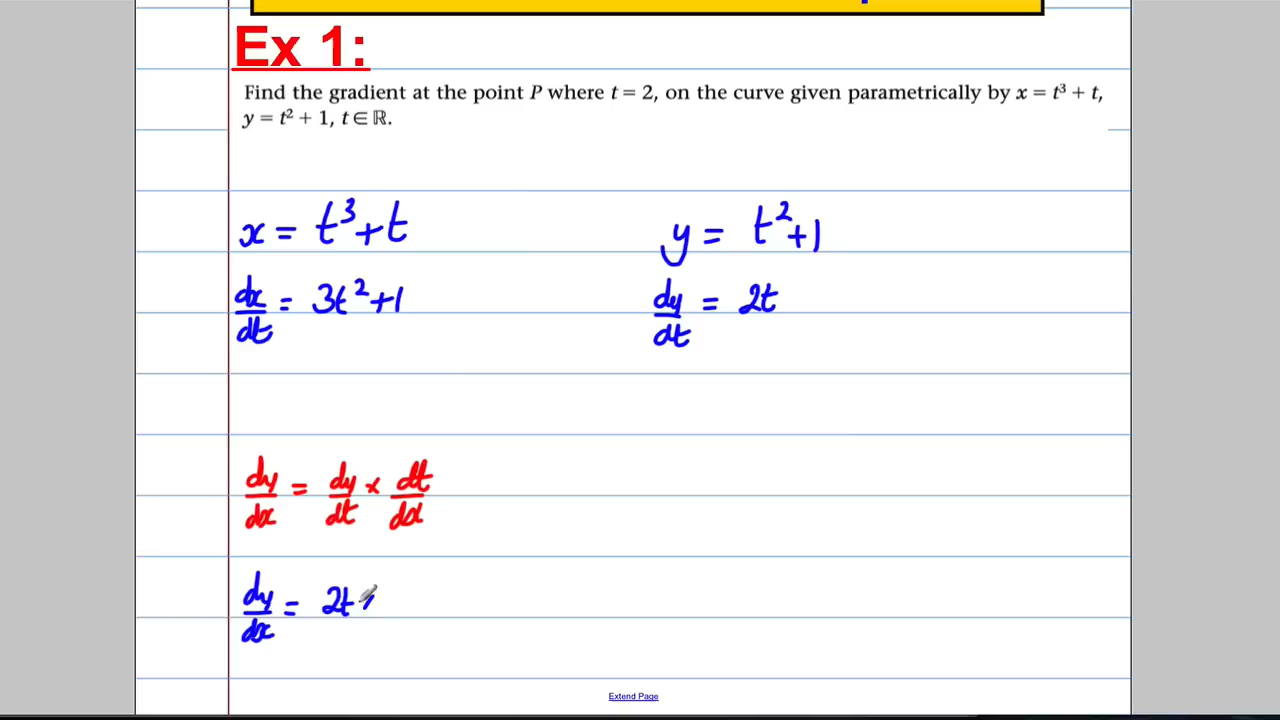 Ex 1:
Find the gradient at the point P where t = 2, on the curve given parametrically by x = t³ + t,
y = t² + 1, t ∈ ℝ.
x = t³+t
y = t²+1
dx/dt = 3t²+1
dy/dt = 2t
dy/dx = dy/dt × dt/dx
dy/dx = 2t
Extend Page